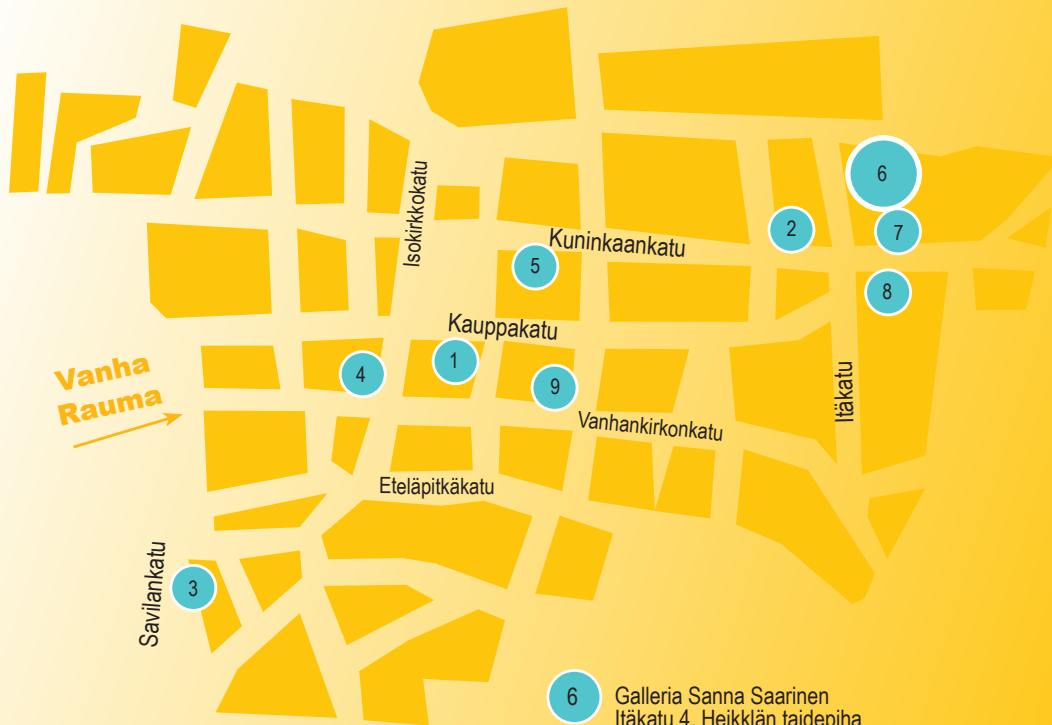 6
Isokirkkokatu
2
7
Kuninkaankatu
5
8
Kauppakatu
1
4
9
Vanha
Rauma
Itäkatu
Vanhankirkonkatu
Eteläpitkäkatu
Savilankatu
3
6 Galleria Sanna Saarinen
Itäkatu 4, Heikklän taidepiha